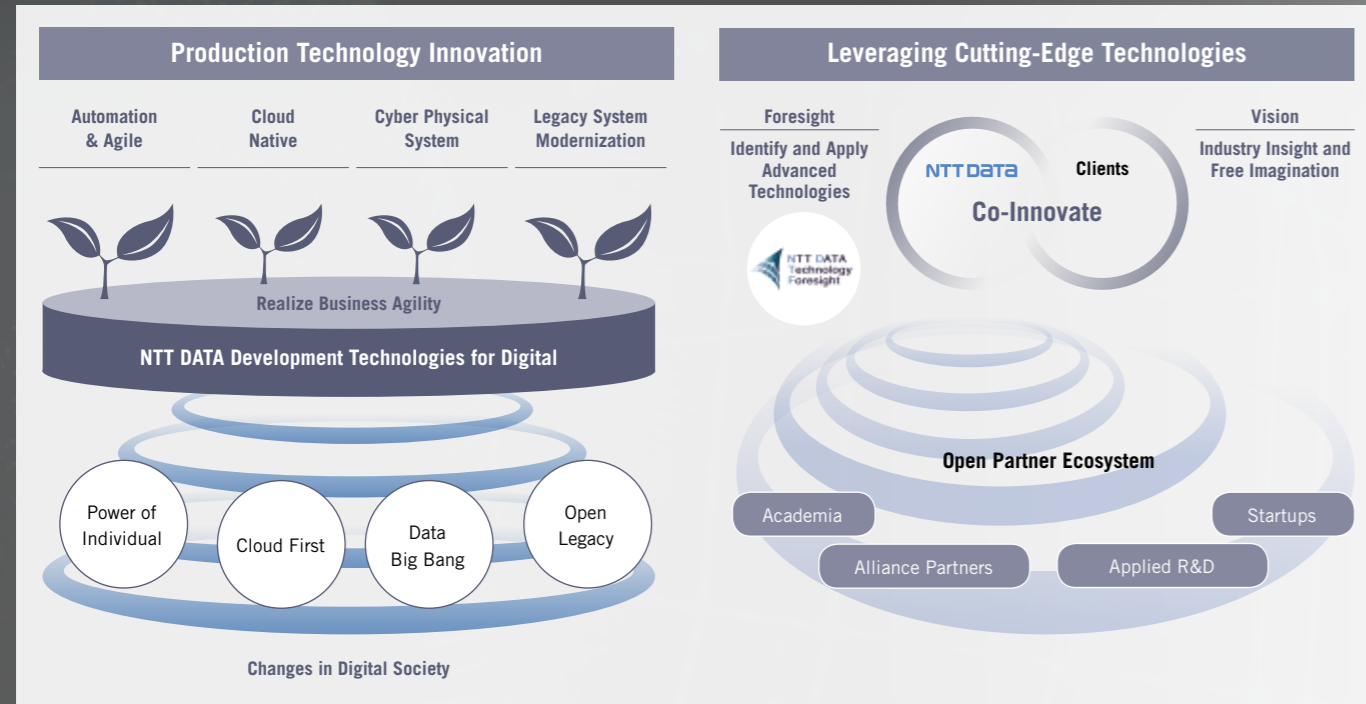 Production Technology Innovation
Automation
& Agile
Cloud
Native
Cyber Physical
System
Legacy System
Modernization
Realize Business Agility
NTT DATA Development Technologies for Digital
Power of
Individual
Cloud First
Data
Big Bang
Open
Legacy
Changes in Digital Society
Leveraging Cutting-Edge Technologies
Foresight
Identify and Apply
Advanced
Technologies
NTT DATA
Technology
Foresight
NTT DATA
Clients
Co-Innovate
Vision
Industry Insight and
Free Imagination
Open Partner Ecosystem
Academia
Alliance Partners
Applied R&D
Startups